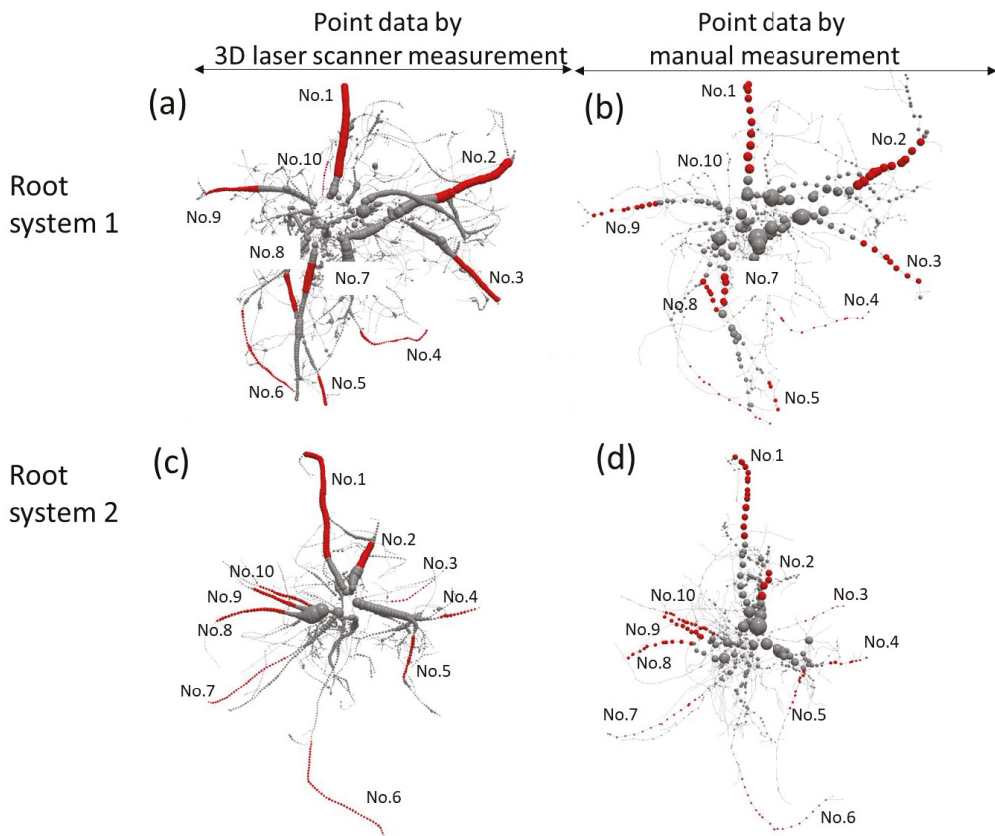 Point data by
3D laser scanner measurement
Point data by
manual measurement
Root
system 1
(a)
No.1
No.2
No.10
No.9
No.8
No.7
No.3
No.4
No.6
No.5
(b)
No.1
No.2
No.10
No.9
No.7
No.3
No.8
No.4
No.5
Root
system 2
(c)
No.1
No.2
No.3
No.10
No.9
No.4
No.8
No.5
No.7
No.6
(d)
No.1
No.2
No.10
No.3
No.9
No.4
No.8
No.5
No.7
No.6